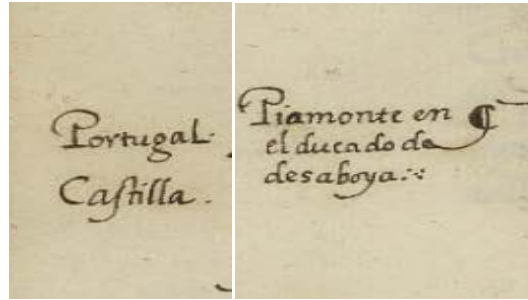 Portugal.
Castilla.
Piamonte en ¶
el ducado de
desaboya.:.